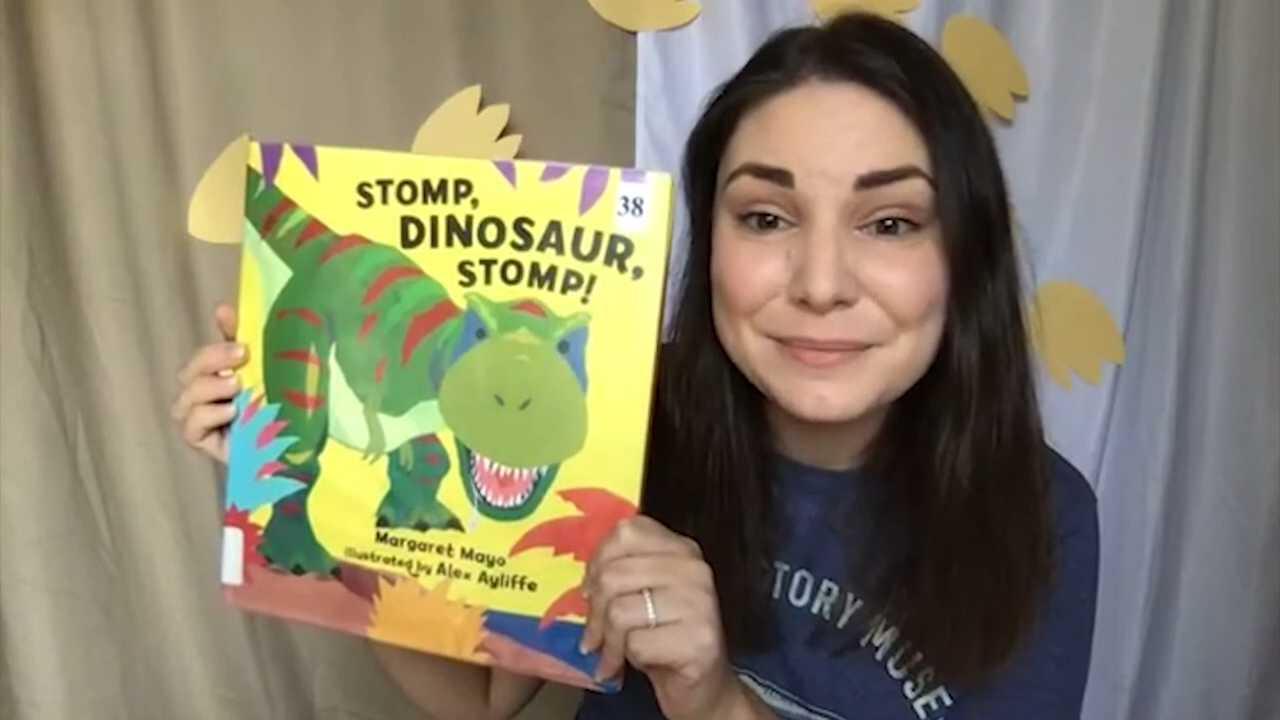 STOMP,
DINOSAUR,
STOMP!
38
Margaret Mayo
illustrated by Alex Ayliffe
TORY MUSE